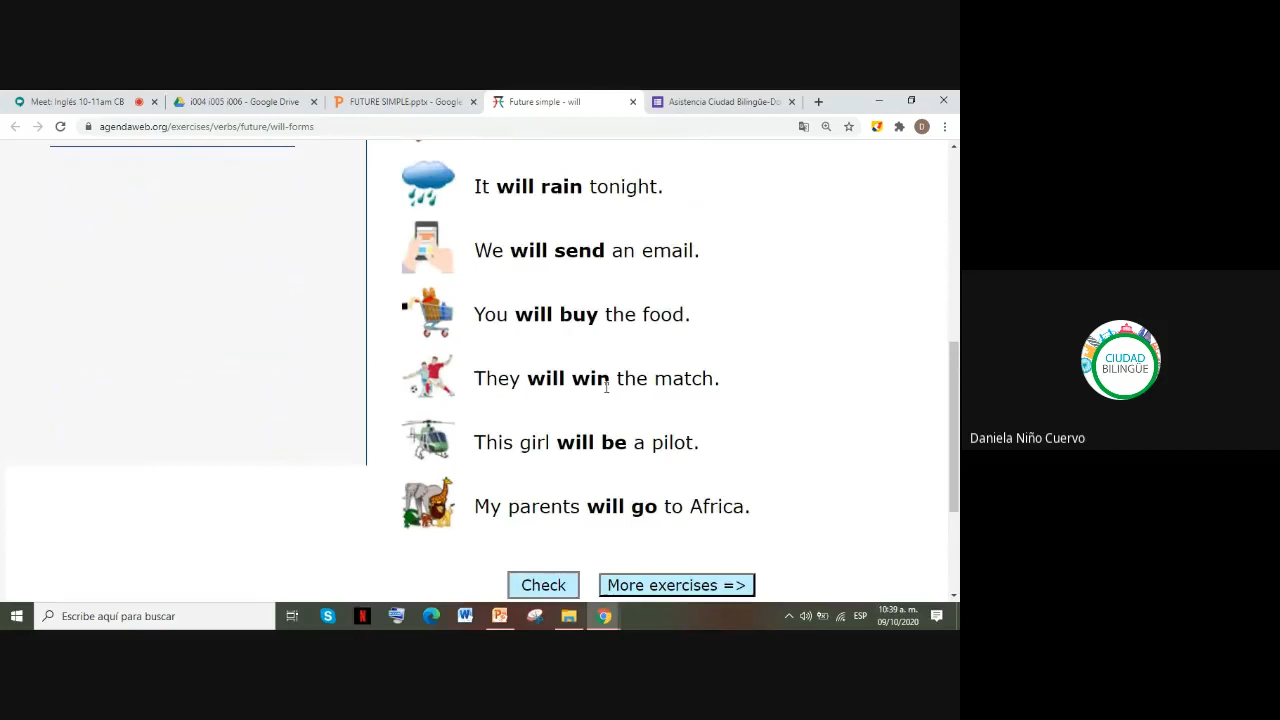 Meet: Inglés 10-11am CB
i004 i005 i006 - Google Drive
FUTURE SIMPLE.pptx - Google
Future simple - will
Asistencia Ciudad Bilingüe-Do
agendaweb.org/exercises/verbs/future/will-forms
D
It will rain tonight.
We will send an email.
You will buy the food.
They will win the match.
This girl will be a pilot.
My parents will go to Africa.
Check
More exercises =>
CIUDAD
BILINGÜE
Daniela Niño Cuervo
Escribe aquí para buscar
ESP
10:39 a. m.
09/10/2020